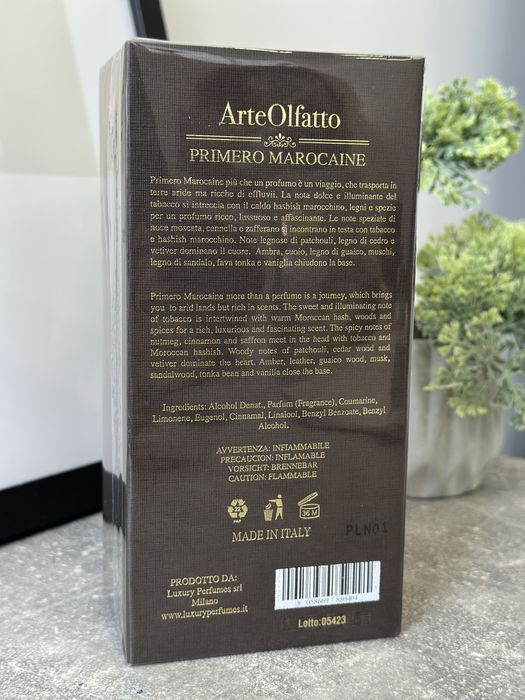 ArteOlfatto
PRIMERO MAROCAINE
Primero Marocaine più che un profumo è un viaggio, che trasporta in
terre aride ma ricche di effluvii. La nota dolce e illuminante del
tabacco si intreccia con il caldo hashish marocchino, legni e spezie
per un profumo ricco, lussuoso e affascinante. Le note speziate di
noce moscata, cannella e zafferano si incontrano in testa con tabacco
e hashish marocchino. Note legnose di patchouli, legno di cedro e
vetiver dominano il cuore. Ambra, cuoio, legno di guaico, muschi,
legno di sandalo, fava tonka e vaniglia chiudono la base.
Primero Marocaine more than a perfume is a journey, which brings
you to arid lands but rich in scents. The sweet and illuminating note
of tobacco is intertwined with warm Moroccan hash, woods and
spices for a rich, luxurious and fascinating scent. The spicy notes of
nutmeg, cinnamon and saffron meet in the head with tobacco and
Moroccan hashish. Woody notes of patchouli, cedar wood and
vetiver dominate the heart. Amber, leather, guaico wood, musk,
sandalwood, tonka bean and vanilla close the base.
Ingredients: Alcohol Denat., Parfum (Fragrance), Coumarine,
Limonene, Eugenol, Cinnamal, Linalool, Benzyl Benzoate, Benzyl
Alcohol.
AVVERTENZA: INFIAMMABILE
PRECAUCION: INFLAMABLE
VORSICHT: BRENNEBAR
CAUTION: FLAMMABLE
22
PAP
36 M
MADE IN ITALY
PLN01
PRODOTTO DA:
Luxury Perfumes srl
Milano
www.luxuryperfumes.it
8 058669 880404
Lotto:05423